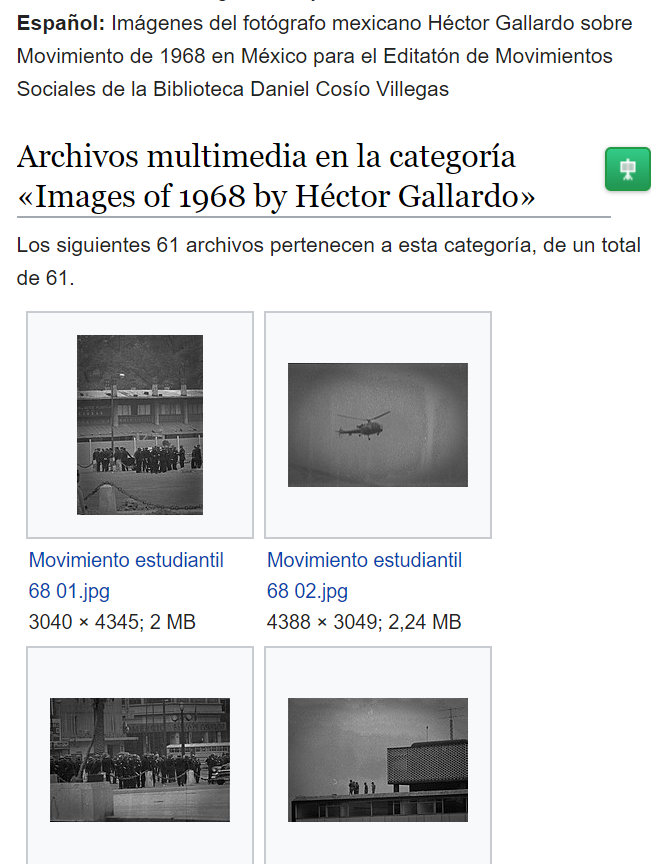 Español: Imágenes del fotógrafo mexicano Héctor Gallardo sobre
Movimiento de 1968 en México para el Editatón de Movimientos
Sociales de la Biblioteca Daniel Cosío Villegas
Archivos multimedia en la categoría
«Images of 1968 by Héctor Gallardo»
Los siguientes 61 archivos pertenecen a esta categoría, de un total
de 61.
Movimiento estudiantil
68 01.jpg
3040 × 4345; 2 MB
Movimiento estudiantil
68 02.jpg
4388 × 3049; 2,24 MB